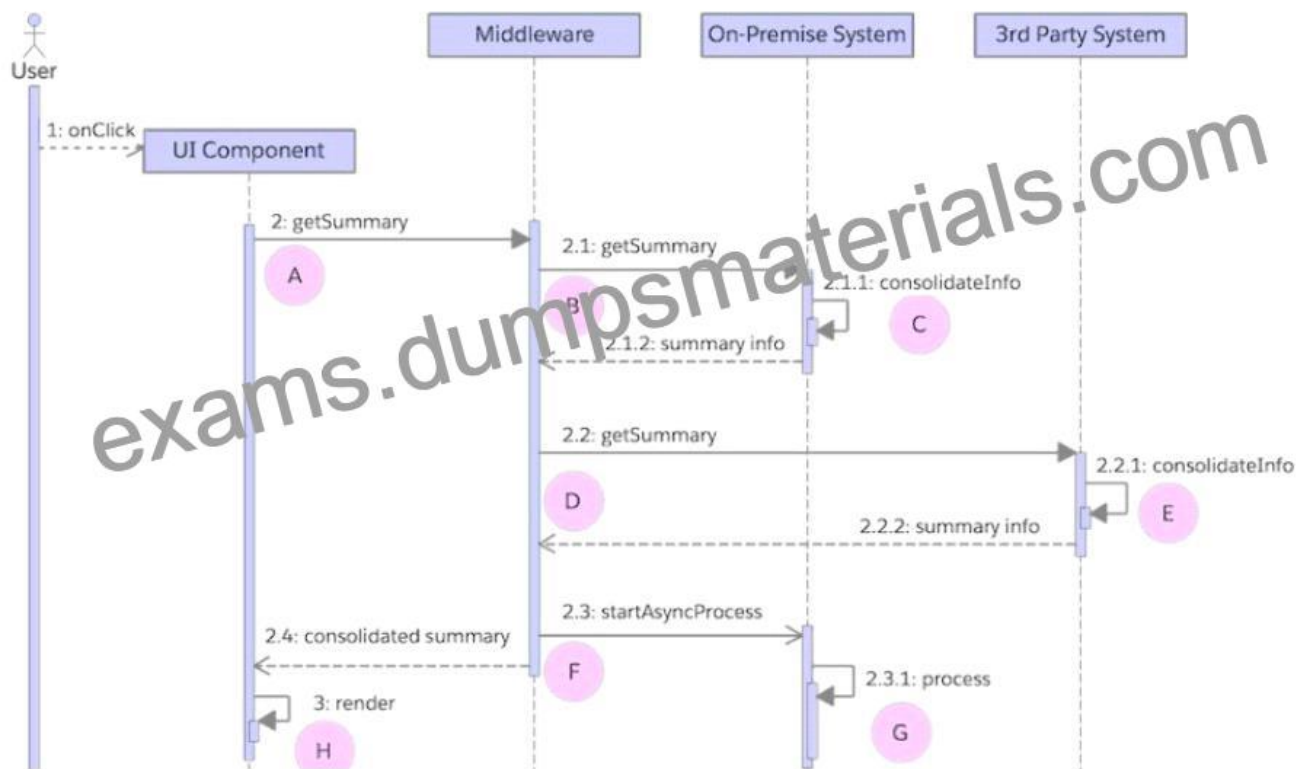 Middleware
On-Premise System
3rd Party System
User
1: onClick
UI Component
2: getSummary
A
2.1: getSummary
B
2.1.1: consolidateInfo
C
2.1.2: summary info
exams.dumpsmaterials.com
2.2: getSummary
2.2.1: consolidateInfo
D
E
2.2.2: summary info
2.3: startAsyncProcess
2.4: consolidated summary
F
2.3.1: process
3: render
G
H